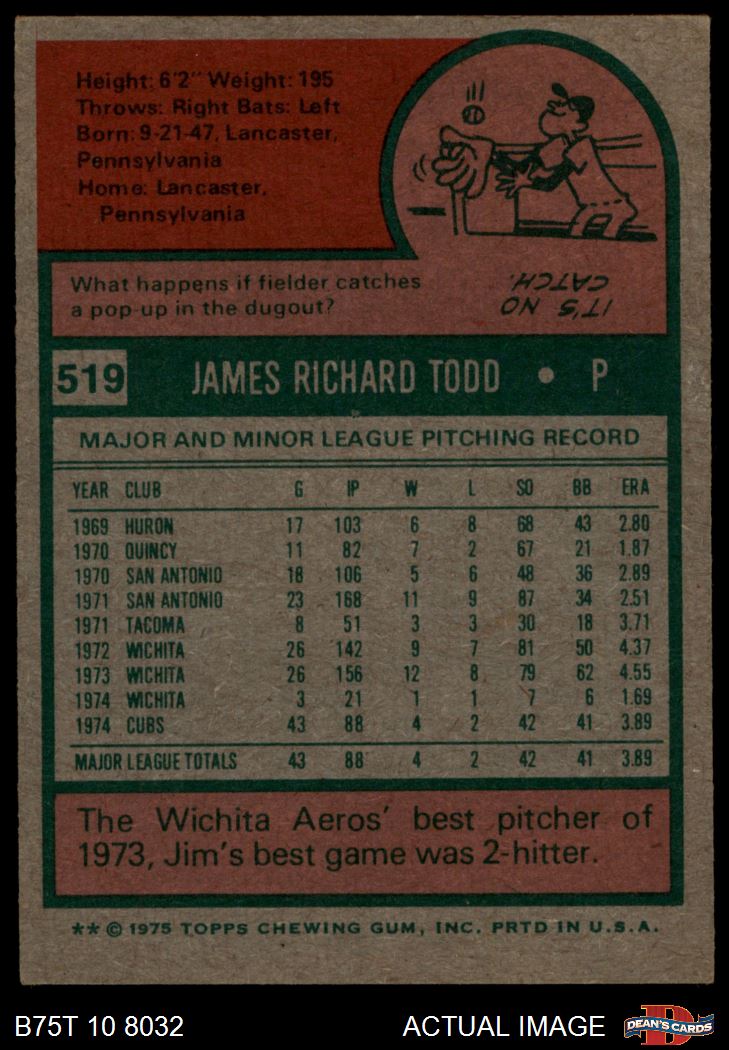 Height: 6'2" Weight: 195
Throws: Right Bats: Left
Born: 9-21-47, Lancaster,
Pennsylvania
Home: Lancaster,
Pennsylvania
What happens if fielder catches
a pop-up in the dugout?
IT'S NO
CATCH.
519 JAMES RICHARD TODD • P
MAJOR AND MINOR LEAGUE PITCHING RECORD
YEAR CLUB G IP W L SO BB ERA
1969 HURON 17 103 6 8 68 43 2.80
1970 QUINCY 11 82 7 2 67 21 1.87
1970 SAN ANTONIO 18 106 5 6 48 36 2.89
1971 SAN ANTONIO 23 168 11 9 87 34 2.51
1971 TACOMA 8 51 3 3 30 18 3.71
1972 WICHITA 26 142 9 7 81 50 4.37
1973 WICHITA 26 156 12 8 79 62 4.55
1974 WICHITA 3 21 1 1 7 6 1.69
1974 CUBS 43 88 4 2 42 41 3.89
MAJOR LEAGUE TOTALS 43 88 4 2 42 41 3.89
The Wichita Aeros' best pitcher of
1973, Jim's best game was 2-hitter.
** © 1975 TOPPS CHEWING GUM, INC. PRTD IN U.S.A.
B75T 10 8032 ACTUAL IMAGE DEAN'S CARDS